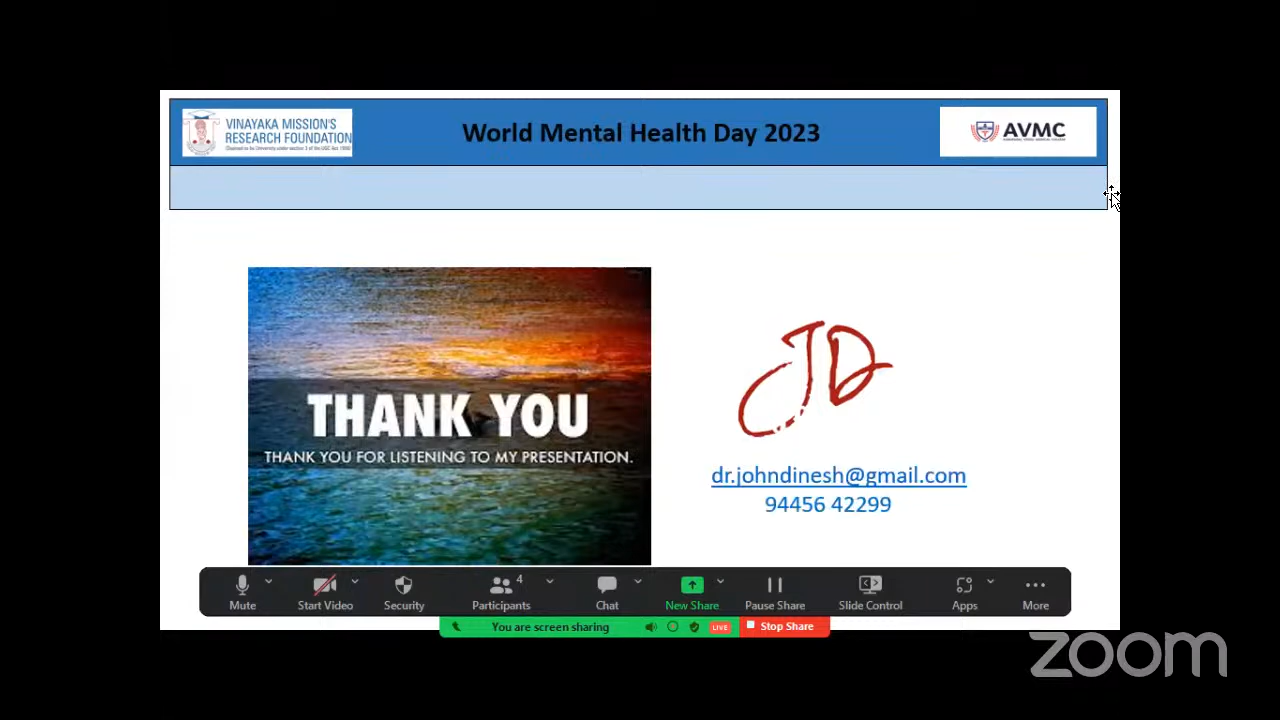 VINAYAKA MISSION'S
RESEARCH FOUNDATION
World Mental Health Day 2023
AVMC
THANK YOU
THANK YOU FOR LISTENING TO MY PRESENTATION.
JD
dr.johndinesh@gmail.com
94456 42299
Mute
Start Video
Security
4
Participants
Chat
New Share
Pause Share
Slide Control
Apps
More
You are screen sharing
LIVE
Stop Share
zoom